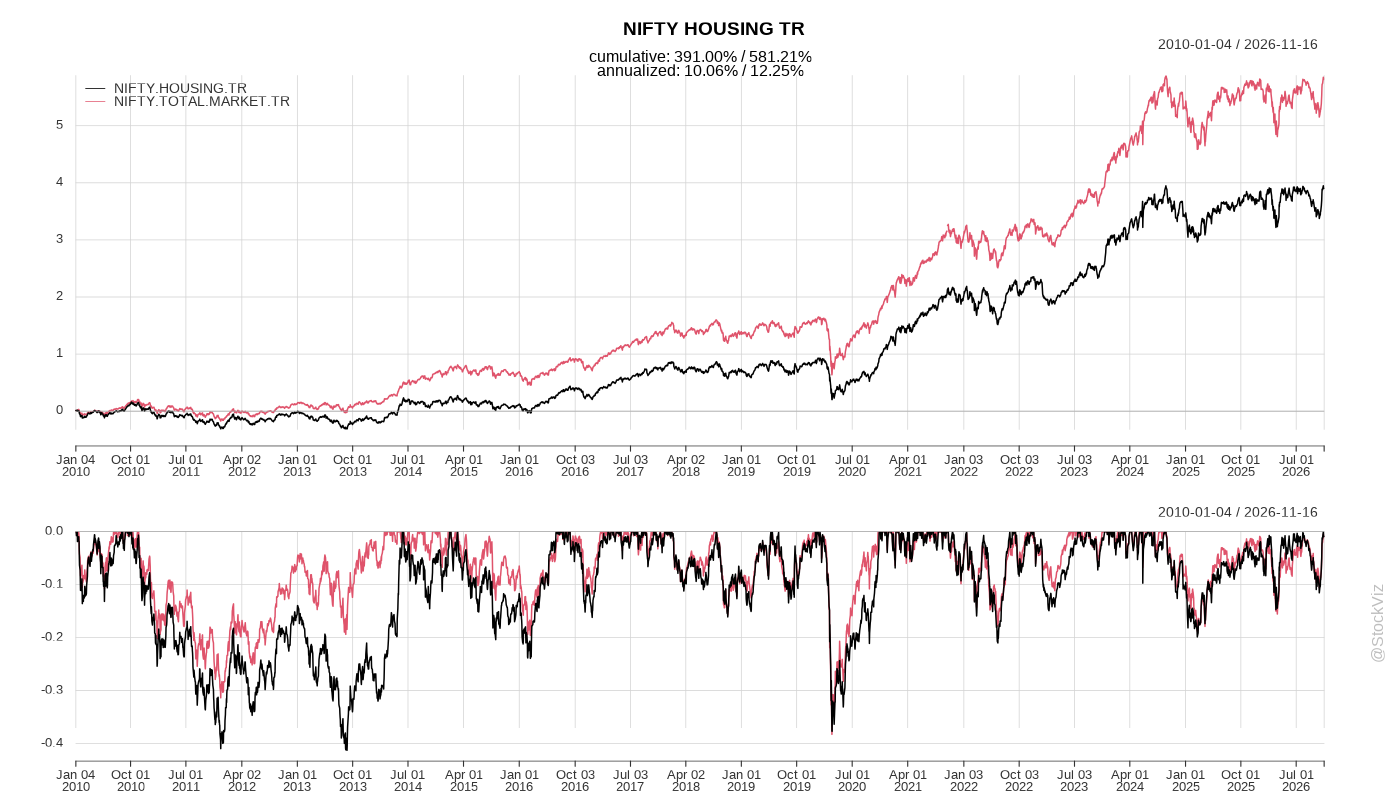 NIFTY HOUSING TR
2010-01-04 / 2026-11-16
cumulative: 391.00% / 581.21%
annualized: 10.06% / 12.25%
NIFTY.HOUSING.TR
NIFTY.TOTAL.MARKET.TR
5
4
3
2
1
0
Jan 04 Oct 01 Jul 01 Apr 02 Jan 01 Oct 01 Jul 01 Apr 01 Jan 01 Oct 03 Jul 03 Apr 02 Jan 01 Oct 01 Jul 01 Apr 01 Jan 03 Oct 03 Jul 03 Apr 01 Jan 01 Oct 01 Jul 01
2010 2010 2011 2012 2013 2013 2014 2015 2016 2016 2017 2018 2019 2019 2020 2021 2022 2022 2023 2024 2025 2025 2026
2010-01-04 / 2026-11-16
0.0
-0.1
-0.2
-0.3
-0.4
Jan 04 Oct 01 Jul 01 Apr 02 Jan 01 Oct 01 Jul 01 Apr 01 Jan 01 Oct 03 Jul 03 Apr 02 Jan 01 Oct 01 Jul 01 Apr 01 Jan 03 Oct 03 Jul 03 Apr 01 Jan 01 Oct 01 Jul 01
2010 2010 2011 2012 2013 2013 2014 2015 2016 2016 2017 2018 2019 2019 2020 2021 2022 2022 2023 2024 2025 2025 2026
@StockViz